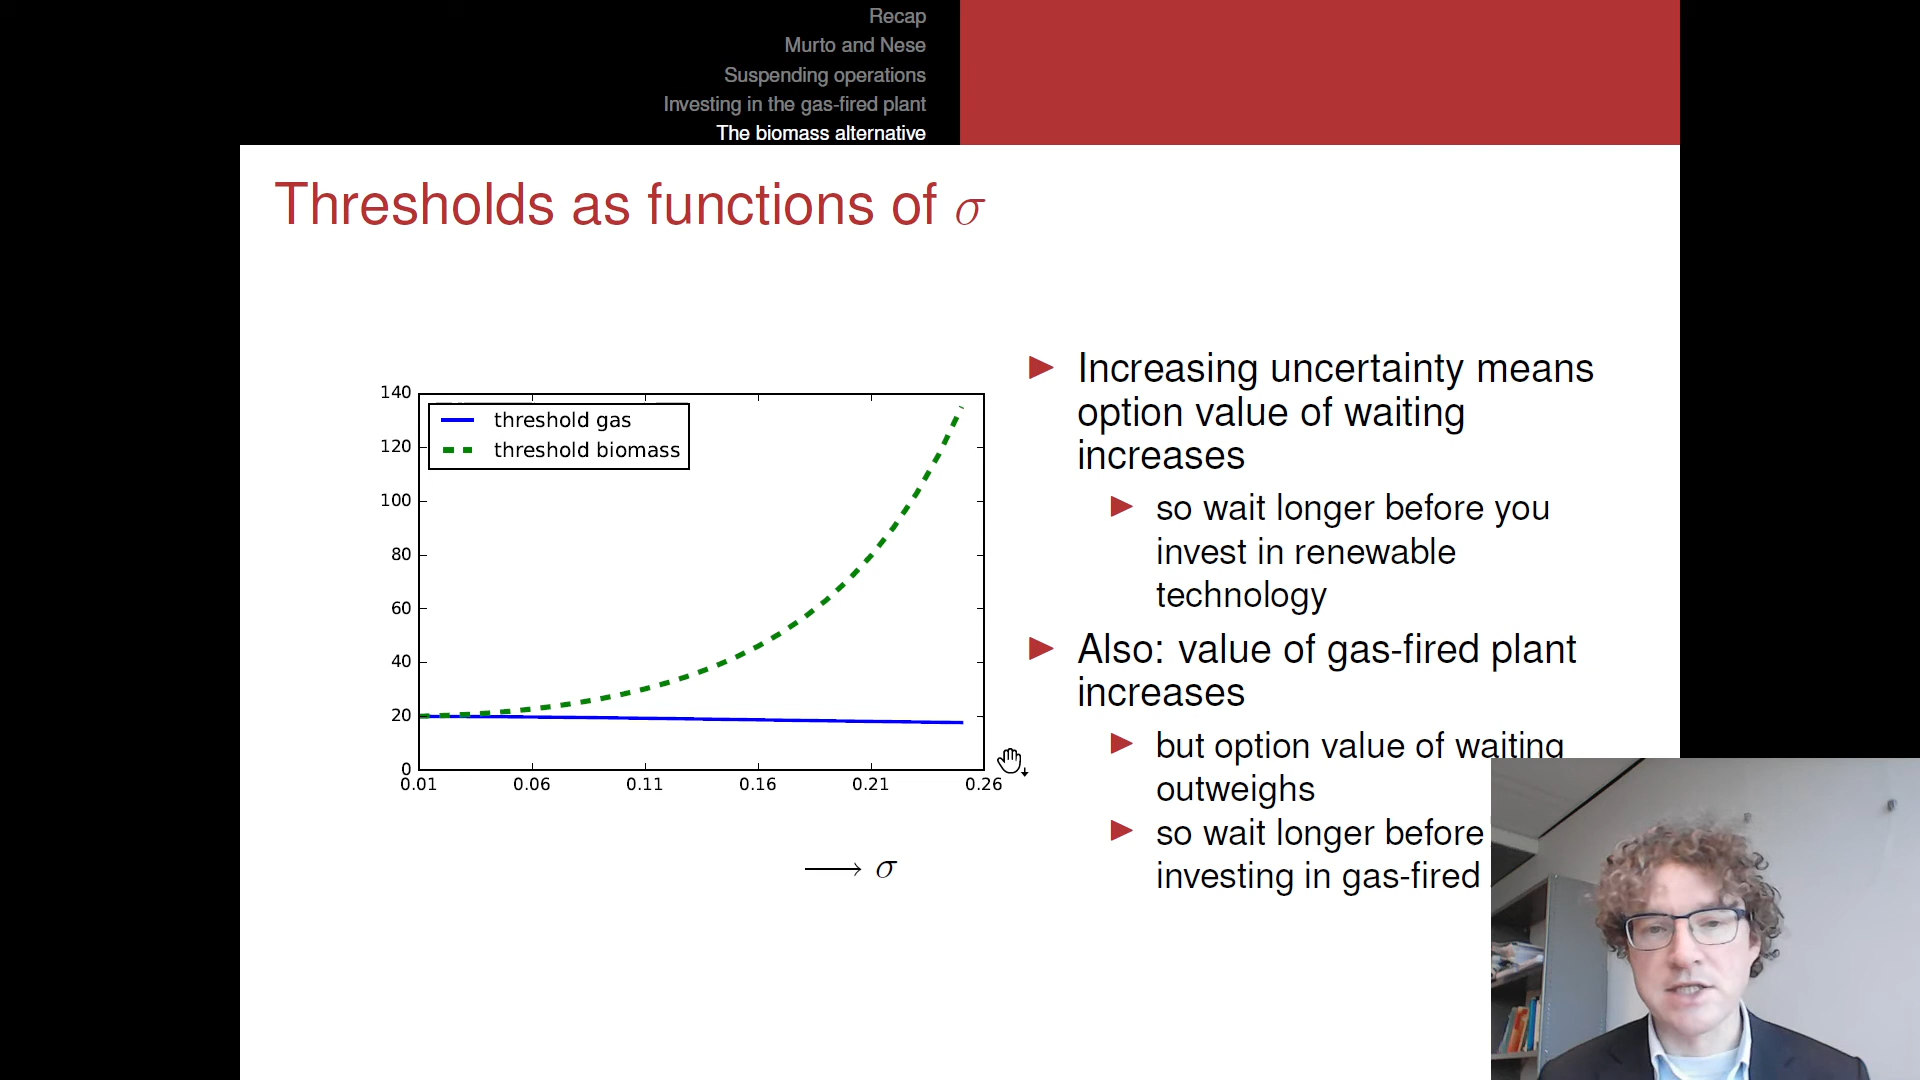 Recap
Murto and Nese
Suspending operations
Investing in the gas-fired plant
The biomass alternative
Thresholds as functions of σ
140
120
100
80
60
40
20
0
threshold gas
threshold biomass
0.01 0.06 0.11 0.16 0.21 0.26
⟶ σ
▶ Increasing uncertainty means
option value of waiting
increases
▶ so wait longer before you
invest in renewable
technology
▶ Also: value of gas-fired plant
increases
▶ but option value of waiting
outweighs
▶ so wait longer before
investing in gas-fired